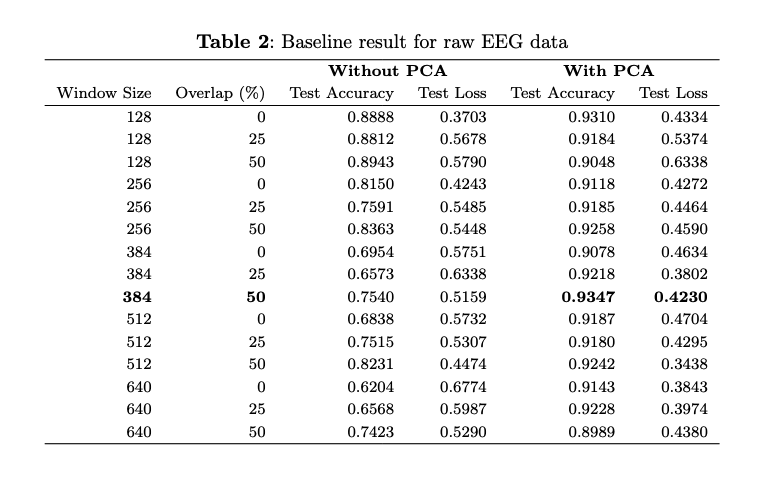 Table 2: Baseline result for raw EEG data
Without PCA With PCA
Window Size Overlap (%) Test Accuracy Test Loss Test Accuracy Test Loss
128 0 0.8888 0.3703 0.9310 0.4334
128 25 0.8812 0.5678 0.9184 0.5374
128 50 0.8943 0.5790 0.9048 0.6338
256 0 0.8150 0.4243 0.9118 0.4272
256 25 0.7591 0.5485 0.9185 0.4464
256 50 0.8363 0.5448 0.9258 0.4590
384 0 0.6954 0.5751 0.9078 0.4634
384 25 0.6573 0.6338 0.9218 0.3802
384 50 0.7540 0.5159 0.9347 0.4230
512 0 0.6838 0.5732 0.9187 0.4704
512 25 0.7515 0.5307 0.9180 0.4295
512 50 0.8231 0.4474 0.9242 0.3438
640 0 0.6204 0.6774 0.9143 0.3843
640 25 0.6568 0.5987 0.9228 0.3974
640 50 0.7423 0.5290 0.8989 0.4380